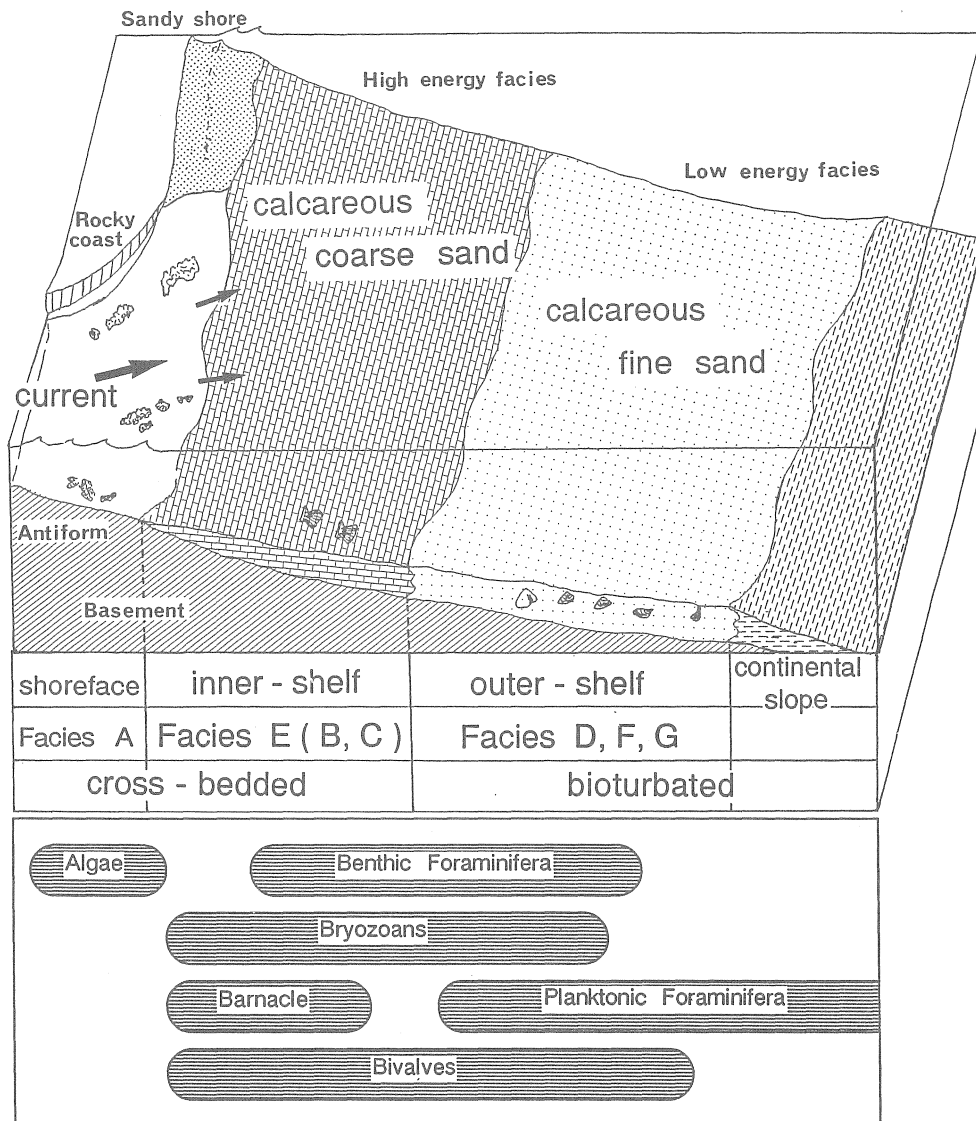 Sandy shore
High energy facies
Low energy facies
Rocky
coast
calcareous
coarse sand
calcareous
fine sand
current
Antiform
Basement
shoreface
inner - shelf
outer - shelf
continental
slope
Facies A
Facies E ( B, C )
Facies D, F, G
cross - bedded
bioturbated
Algae
Benthic Foraminifera
Bryozoans
Barnacle
Planktonic Foraminifera
Bivalves